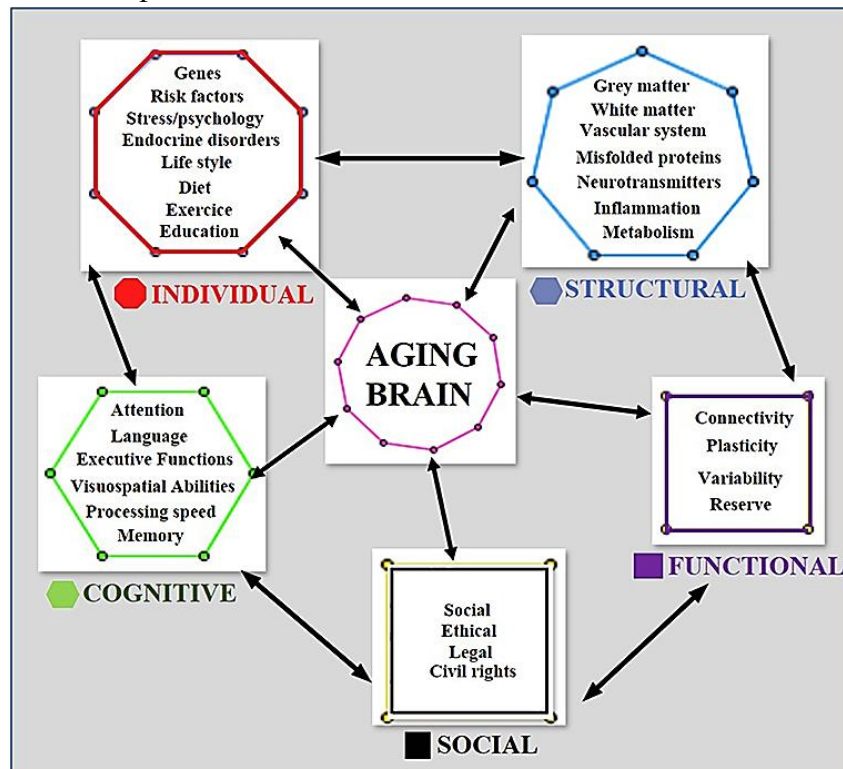 Genes
Risk factors
Stress/psychology
Endocrine disorders
Life style
Diet
Exercice
Education
INDIVIDUAL
Grey matter
White matter
Vascular system
Misfolded proteins
Neurotransmitters
Inflammation
Metabolism
STRUCTURAL
AGING
BRAIN
Attention
Language
Executive Functions
Visuospatial Abilities
Processing speed
Memory
COGNITIVE
Connectivity
Plasticity
Variability
Reserve
FUNCTIONAL
Social
Ethical
Legal
Civil rights
SOCIAL